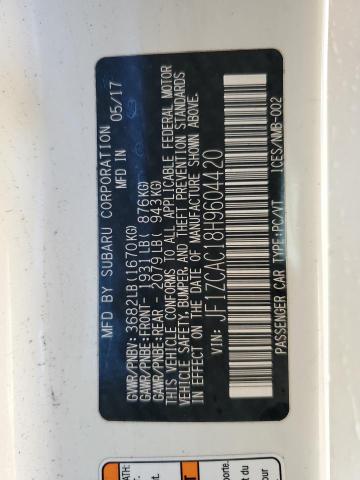 MFD BY SUBARU CORPORATION
MFD IN 05/17
GVWR/PNBV:3682LB(1670KG)
GAWR/PNBE:FRONT- 1931LB( 876KG)
GAWR/PNBE:REAR - 2079LB( 943KG)
THIS VEHICLE CONFORMS TO ALL APPLICABLE FEDERAL MOTOR
VEHICLE SAFETY,BUMPER,AND THEFT PREVENTION STANDARDS
IN EFFECT ON THE DATE OF MANUFACTURE SHOWN ABOVE.
VIN: JF1ZCAC18H9604420
PASSENGER CAR TYPE:PC/VT 1CES/NMB-002